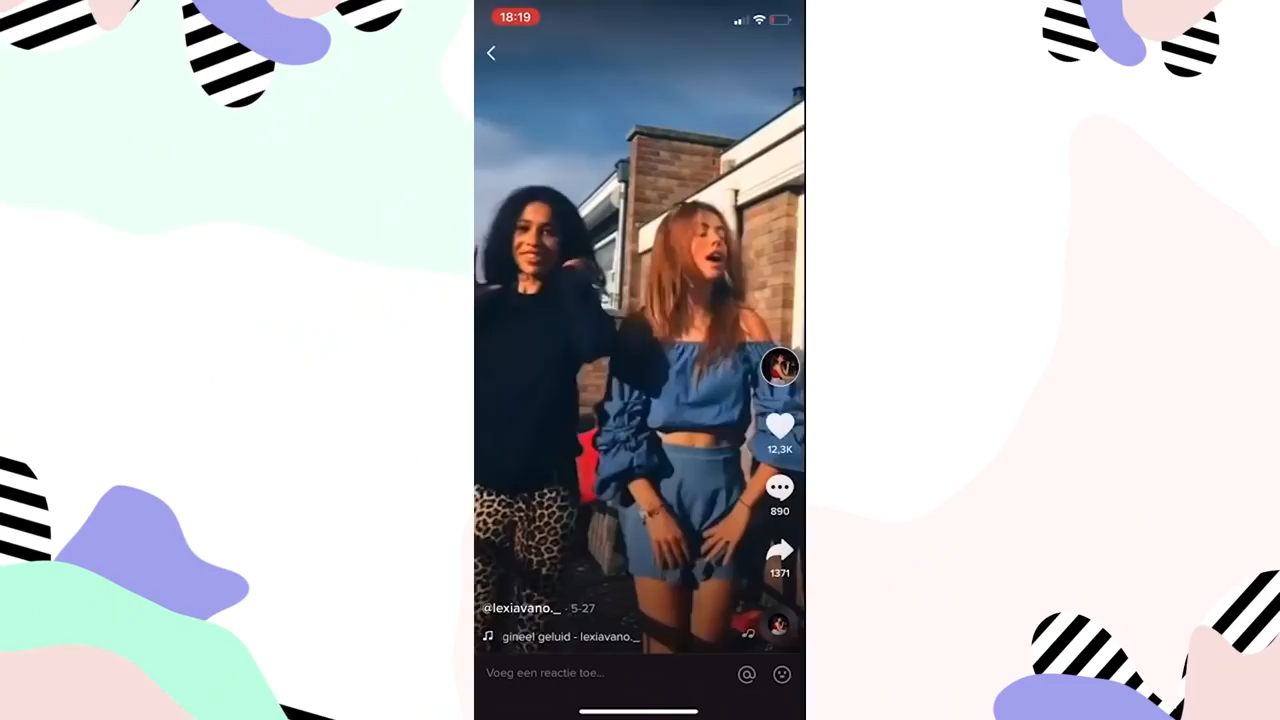 18:19
12,3K
890
1371
@lexiavano._ · 5-27
gineel geluid - lexiavano._
Voeg een reactie toe...